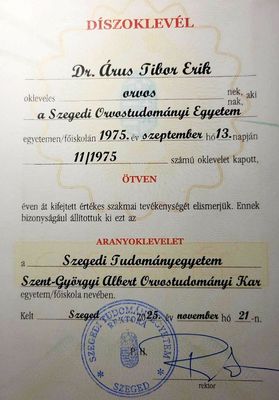 DÍSZOKLEVÉL
Dr. Árus Tibor Erik
okleveles orvos nek, nak, aki
a Szegedi Orvostudományi Egyetem
egyetemen/főiskolán 1975. év szeptember hó 13. napján
11/1975 számú oklevelet kapott,
ÖTVEN
éven át kifejtett értékes szakmai tevékenységét elismerjük. Ennek
bizonyságául állítottuk ki ezt az
ARANYOKLEVELET
a Szegedi Tudományegyetem
Szent-Györgyi Albert Orvostudományi Kar
egyetem/főiskola nevében.
Kelt Szeged 2025. év november hó 21-n.
P. H.
rektor
SZEGEDI TUDOMÁNYEGYETEM
REKTORA
SZEGED